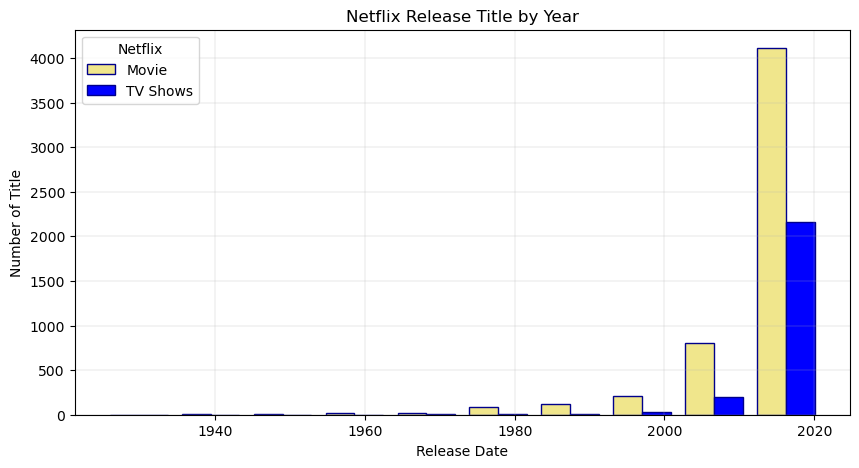 Netflix Release Title by Year
Netflix
Movie
TV Shows
4000
3500
3000
2500
2000
1500
1000
500
0
Number of Title
1940
1960
1980
2000
2020
Release Date